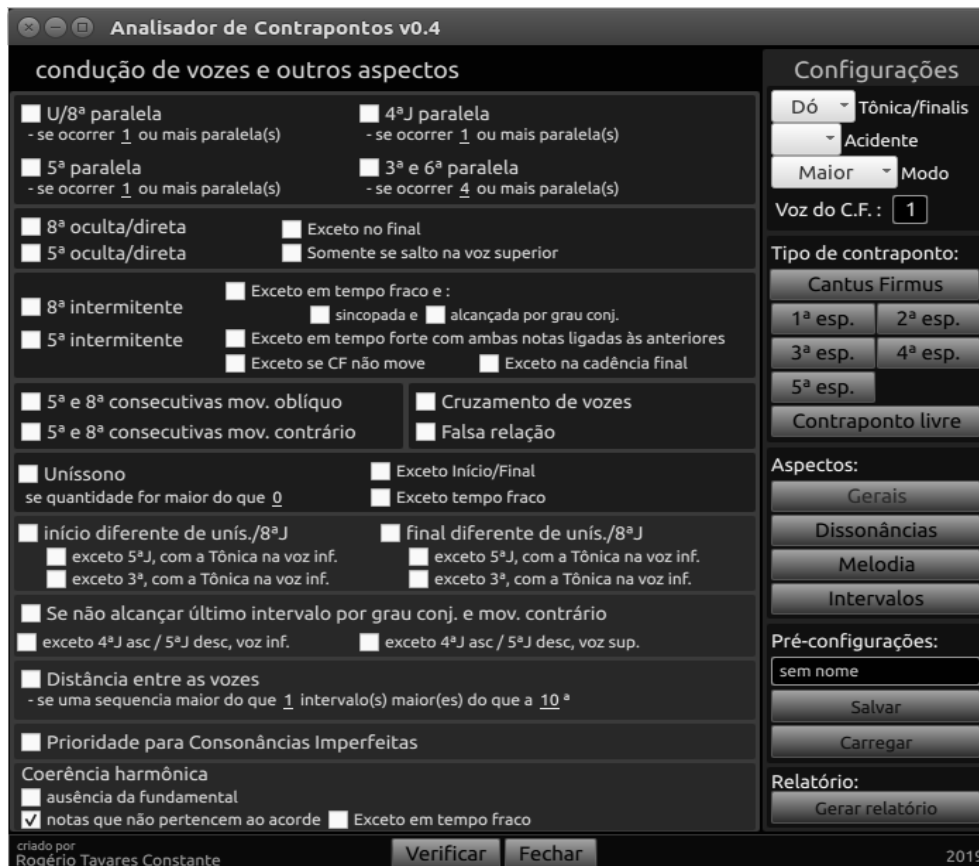 Analisador de Contrapontos v0.4
condução de vozes e outros aspectos
U/8ª paralela
- se ocorrer 1 ou mais paralela(s)
4ªJ paralela
- se ocorrer 1 ou mais paralela(s)
5ª paralela
- se ocorrer 1 ou mais paralela(s)
3ª e 6ª paralela
- se ocorrer 4 ou mais paralela(s)
8ª oculta/direta
Exceto no final
5ª oculta/direta
Somente se salto na voz superior
Exceto em tempo fraco e :
8ª intermitente
sincopada e alcançada por grau conj.
5ª intermitente
Exceto em tempo forte com ambas notas ligadas às anteriores
Exceto se CF não move
Exceto na cadência final
5ª e 8ª consecutivas mov. oblíquo
5ª e 8ª consecutivas mov. contrário
Cruzamento de vozes
Falsa relação
Uníssono
se quantidade for maior do que 0
Exceto Início/Final
Exceto tempo fraco
início diferente de unís./8ªJ
exceto 5ªJ, com a Tônica na voz inf.
exceto 3ª, com a Tônica na voz inf.
final diferente de unís./8ªJ
exceto 5ªJ, com a Tônica na voz inf.
exceto 3ª, com a Tônica na voz inf.
Se não alcançar último intervalo por grau conj. e mov. contrário
exceto 4ªJ asc / 5ªJ desc, voz inf.
exceto 4ªJ asc / 5ªJ desc, voz sup.
Distância entre as vozes
- se uma sequencia maior do que 1 intervalo(s) maior(es) do que a 10 ª
Prioridade para Consonâncias Imperfeitas
Coerência harmônica
ausência da fundamental
notas que não pertencem ao acorde
Exceto em tempo fraco
criado por
Rogério Tavares Constante
Verificar
Fechar
Configurações
Dó Tônica/finalis
Acidente
Maior Modo
Voz do C.F. : 1
Tipo de contraponto:
Cantus Firmus
1ª esp.
2ª esp.
3ª esp.
4ª esp.
5ª esp.
Contraponto livre
Aspectos:
Gerais
Dissonâncias
Melodia
Intervalos
Pré-configurações:
sem nome
Salvar
Carregar
Relatório:
Gerar relatório